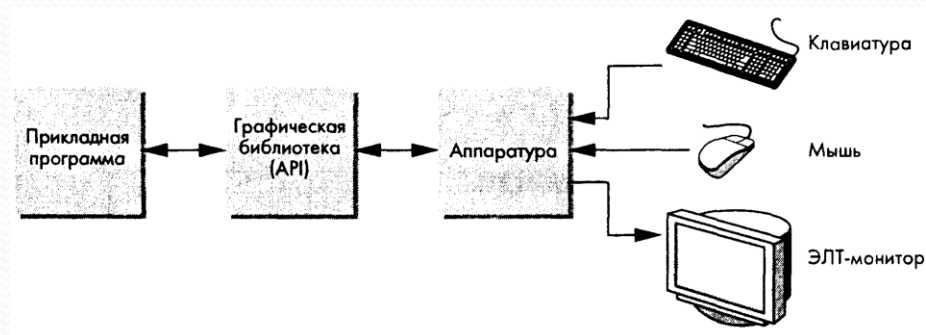 Клавиатура
Прикладная
программа
Графическая
библиотека
(API)
Аппаратура
Мышь
ЭЛТ-монитор